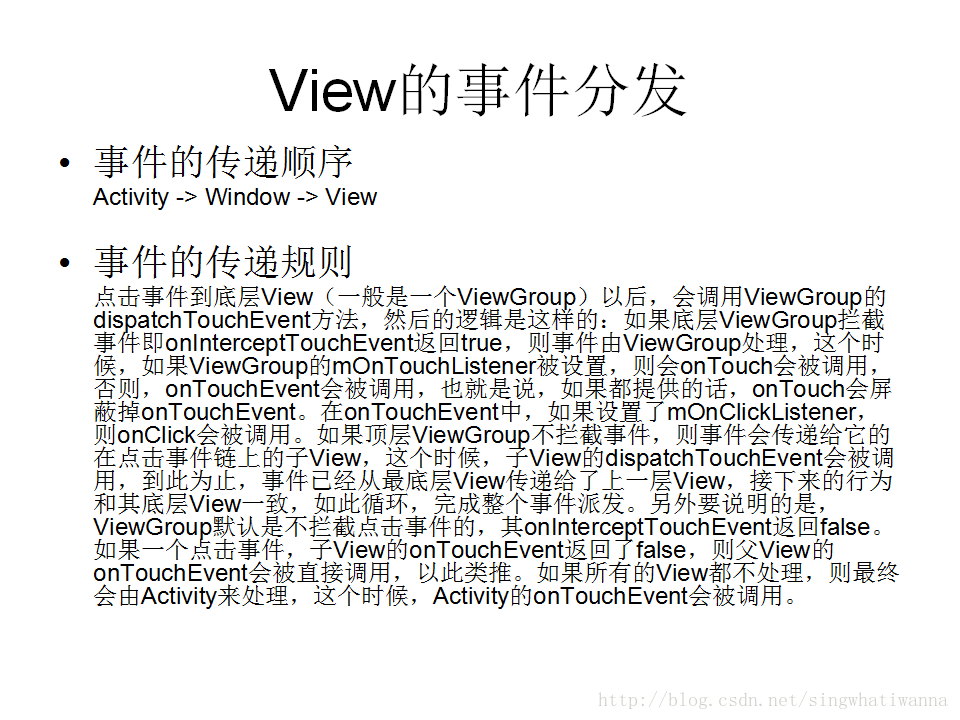 View的事件分发
• 事件的传递顺序
Activity -> Window -> View
• 事件的传递规则
点击事件到底层View（一般是一个ViewGroup）以后，会调用ViewGroup的
dispatchTouchEvent方法，然后的逻辑是这样的：如果底层ViewGroup拦截
事件即onInterceptTouchEvent返回true，则事件由ViewGroup处理，这个时
候，如果ViewGroup的mOnTouchListener被设置，则会onTouch会被调用，
否则，onTouchEvent会被调用，也就是说，如果都提供的话，onTouch会屏
蔽掉onTouchEvent。在onTouchEvent中，如果设置了mOnClickListener，
则onClick会被调用。如果顶层ViewGroup不拦截事件，则事件会传递给它的
在点击事件链上的子View，这个时候，子View的dispatchTouchEvent会被调
用，到此为止，事件已经从最底层View传递给了上一层View，接下来的行为
和其底层View一致，如此循环，完成整个事件派发。另外要说明的是，
ViewGroup默认是不拦截点击事件的，其onInterceptTouchEvent返回false。
如果一个点击事件，子View的onTouchEvent返回了false，则父View的
onTouchEvent会被直接调用，以此类推。如果所有的View都不处理，则最终
会由Activity来处理，这个时候，Activity的onTouchEvent会被调用。
http://blog.csdn.net/singwhatiwanna